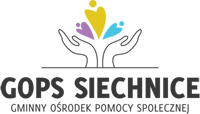 GOPS SIECHNICE
GMINNY OŚRODEK POMOCY SPOŁECZNEJ